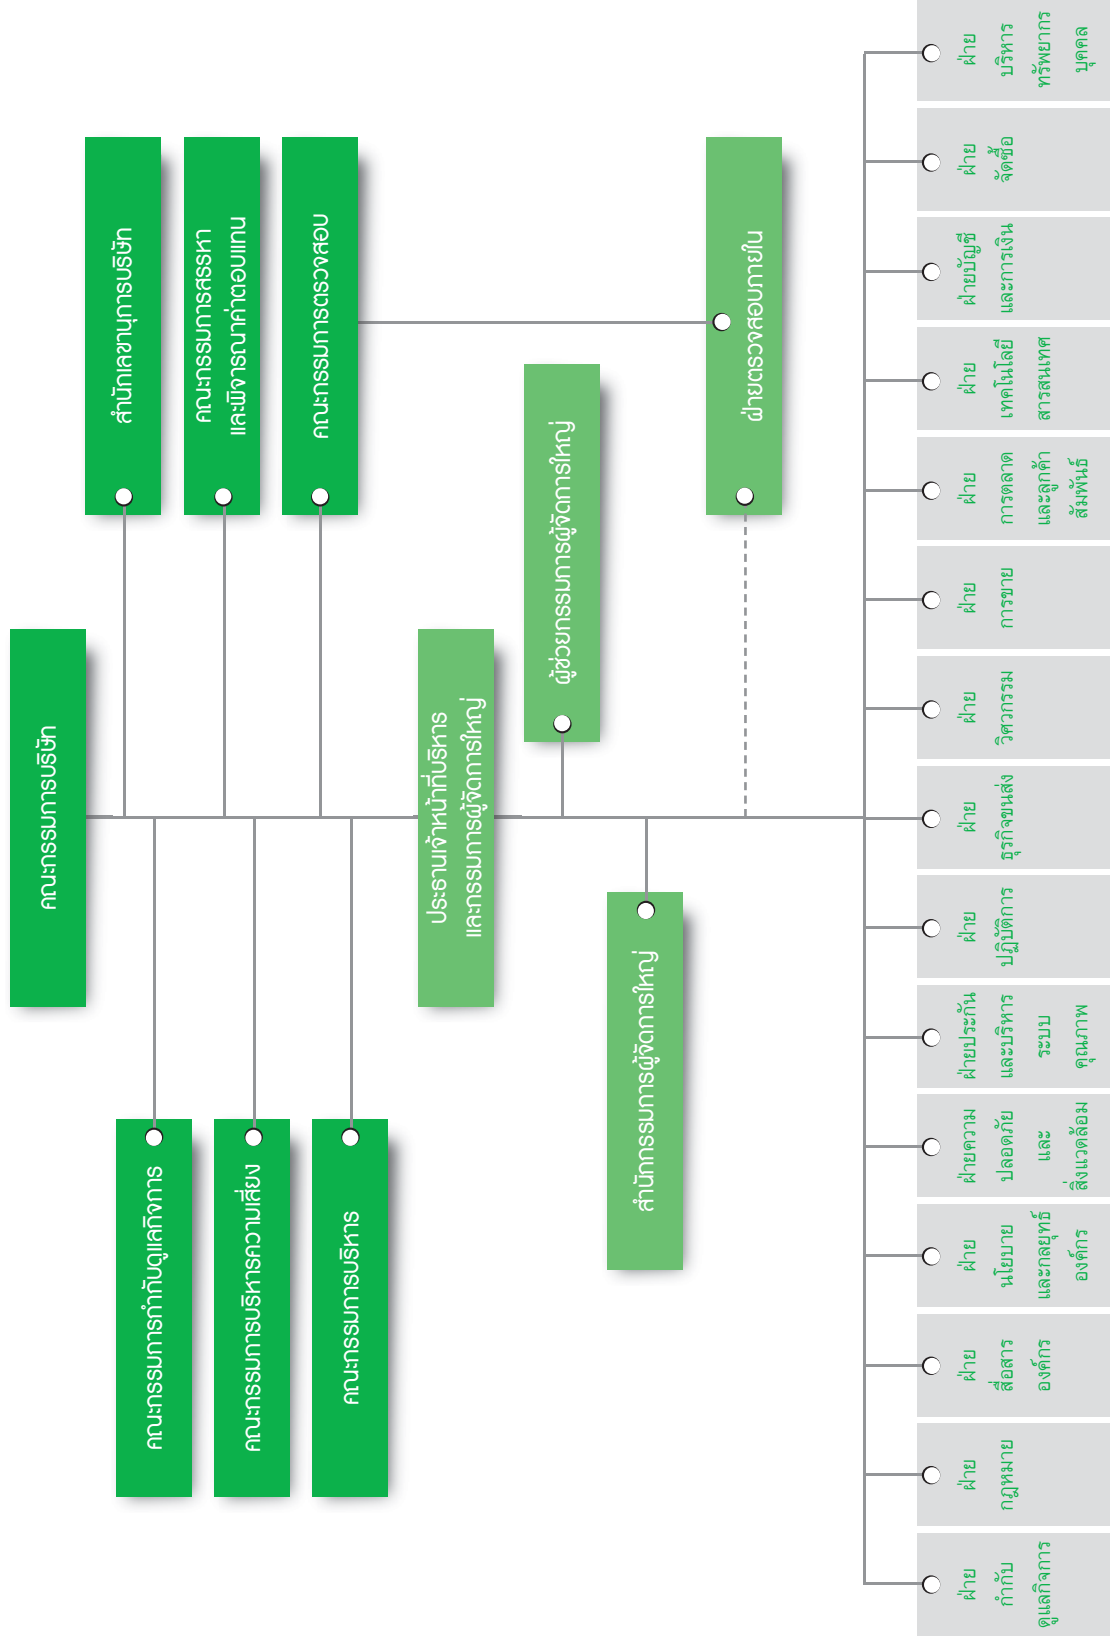 คณะกรรมการบริษัท
สำนักเลขานุการบริษัท
คณะกรรมการกำกับดูแลกิจการ
คณะกรรมการสรรหา
และพิจารณาค่าตอบแทน
คณะกรรมการบริหารความเสี่ยง
คณะกรรมการตรวจสอบ
คณะกรรมการบริหาร
ประธานเจ้าหน้าที่บริหาร
และกรรมการผู้จัดการใหญ่
ผู้ช่วยกรรมการผู้จัดการใหญ่
สำนักกรรมการผู้จัดการใหญ่
ฝ่ายตรวจสอบภายใน
ฝ่าย
กำกับ
ดูแลกิจการ
ฝ่าย
กฎหมาย
ฝ่าย
สื่อสาร
องค์กร
ฝ่าย
นโยบาย
และกลยุทธ์
องค์กร
ฝ่ายความ
ปลอดภัย
และ
สิ่งแวดล้อม
ฝ่ายประกัน
และบริหาร
ระบบ
คุณภาพ
ฝ่าย
ปฏิบัติการ
ฝ่าย
ธุรกิจขนส่ง
ฝ่าย
วิศวกรรม
ฝ่าย
การขาย
ฝ่าย
การตลาด
และลูกค้า
สัมพันธ์
ฝ่าย
เทคโนโลยี
สารสนเทศ
ฝ่ายบัญชี
และการเงิน
ฝ่าย
จัดซื้อ
ฝ่าย
บริหาร
ทรัพยากร
บุคคล